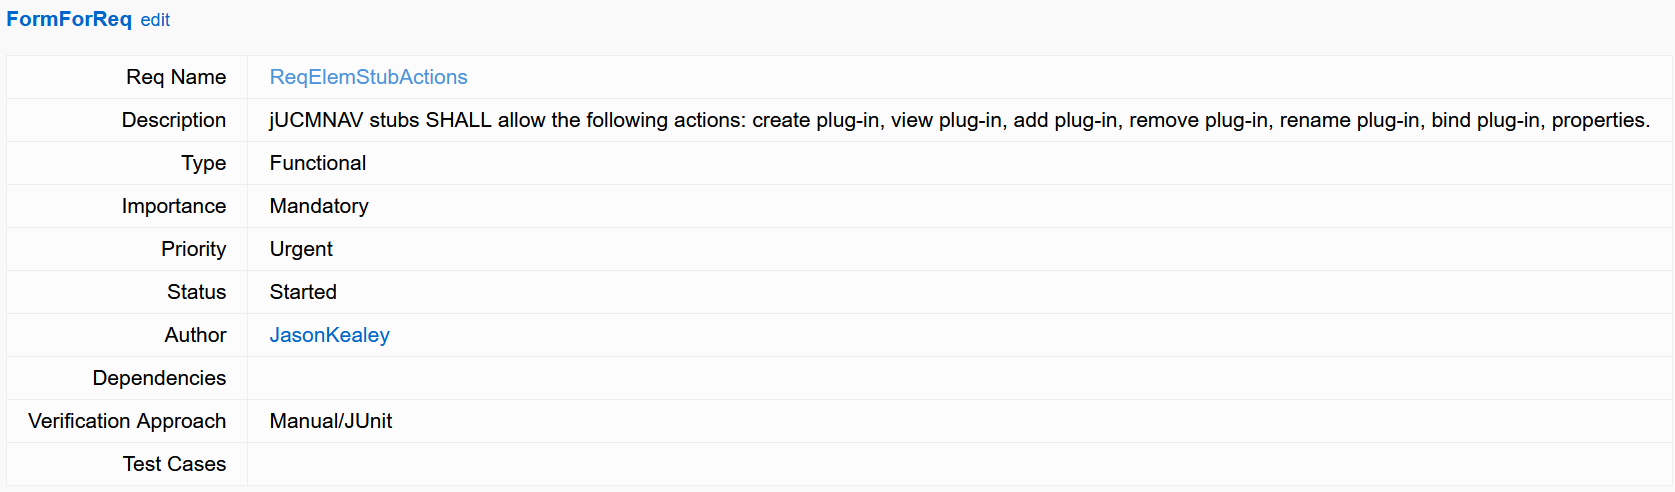 FormForReq edit
Req Name ReqElemStubActions
Description jUCMNAV stubs SHALL allow the following actions: create plug-in, view plug-in, add plug-in, remove plug-in, rename plug-in, bind plug-in, properties.
Type Functional
Importance Mandatory
Priority Urgent
Status Started
Author JasonKealey
Dependencies
Verification Approach Manual/JUnit
Test Cases